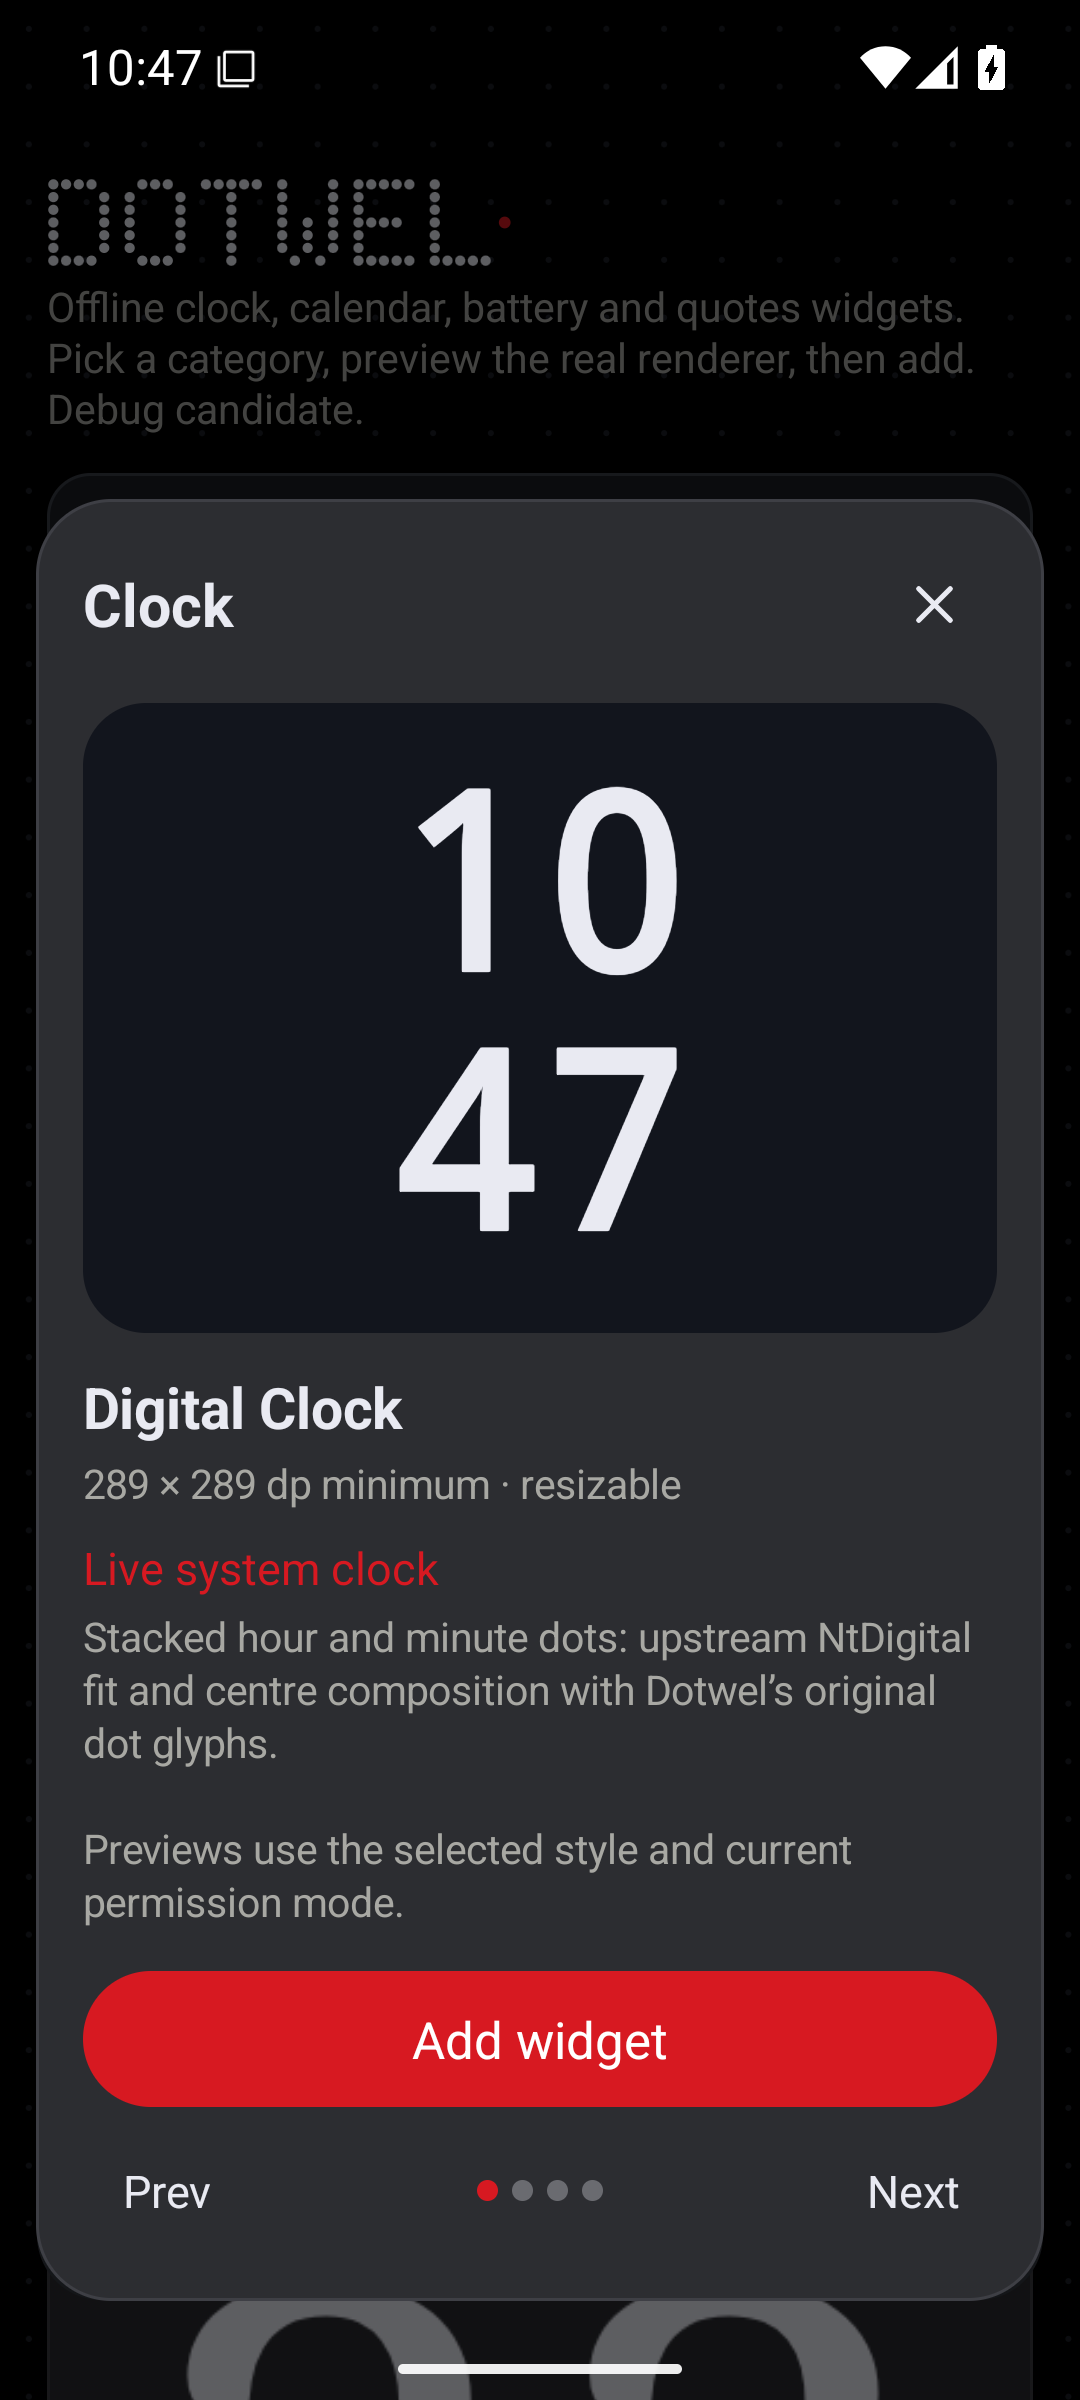 10:47
DOTWEL
Offline clock, calendar, battery and quotes widgets.
Pick a category, preview the real renderer, then add.
Debug candidate.
Clock
10
47
Digital Clock
289 × 289 dp minimum · resizable
Live system clock
Stacked hour and minute dots: upstream NtDigital
fit and centre composition with Dotwel’s original
dot glyphs.
Previews use the selected style and current
permission mode.
Add widget
Prev
Next